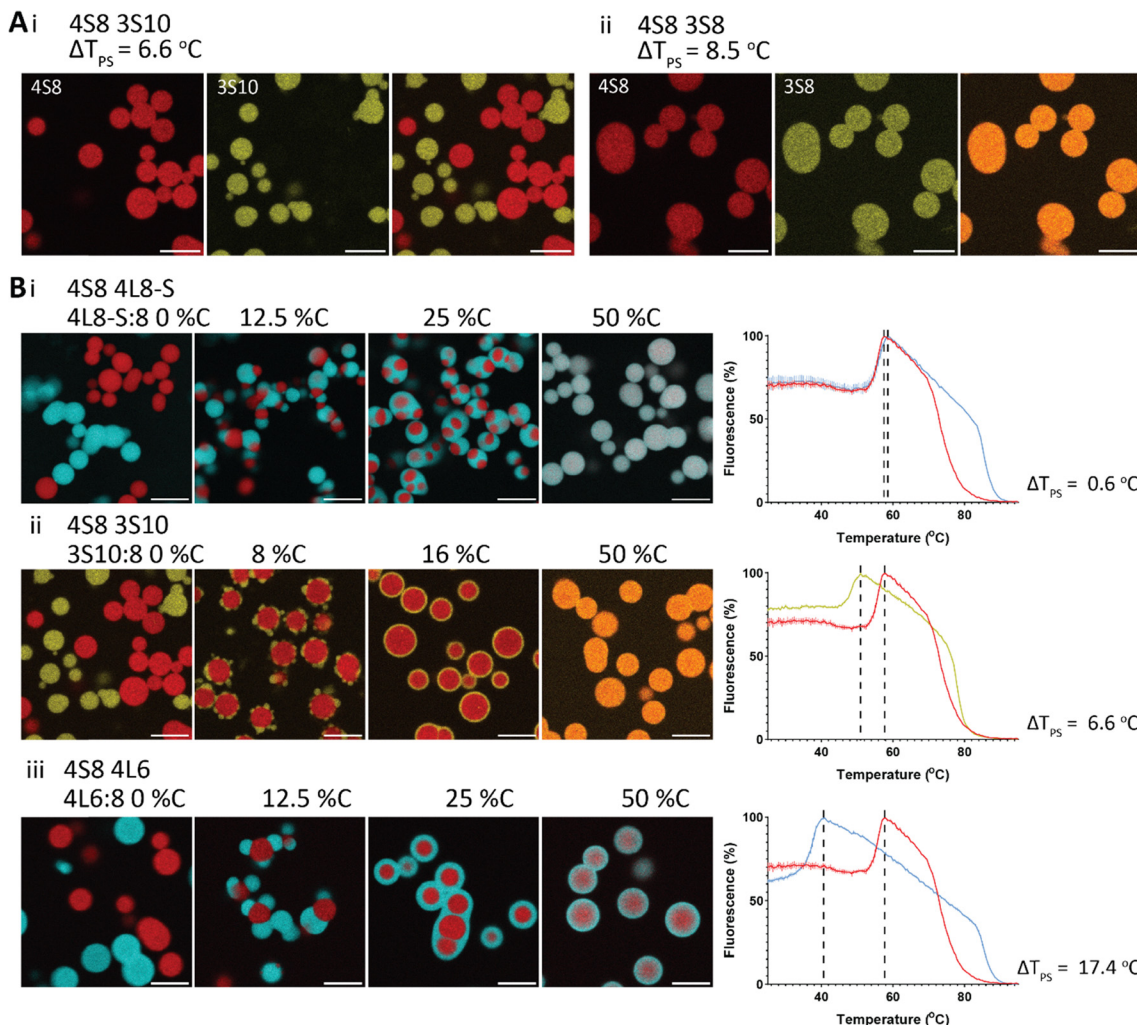 A i 4S8 3S10
ΔT_PS = 6.6 °C
4S8
3S10
ii 4S8 3S8
ΔT_PS = 8.5 °C
4S8
3S8
B i 4S8 4L8-S
4L8-S:8 0 %C 12.5 %C 25 %C 50 %C
Fluorescence (%)
100
50
0
40 60 80
Temperature (°C)
ΔT_PS = 0.6 °C
ii 4S8 3S10
3S10:8 0 %C 8 %C 16 %C 50 %C
Fluorescence (%)
100
50
0
40 60 80
Temperature (°C)
ΔT_PS = 6.6 °C
iii 4S8 4L6
4L6:8 0 %C 12.5 %C 25 %C 50 %C
Fluorescence (%)
100
50
0
40 60 80
Temperature (°C)
ΔT_PS = 17.4 °C